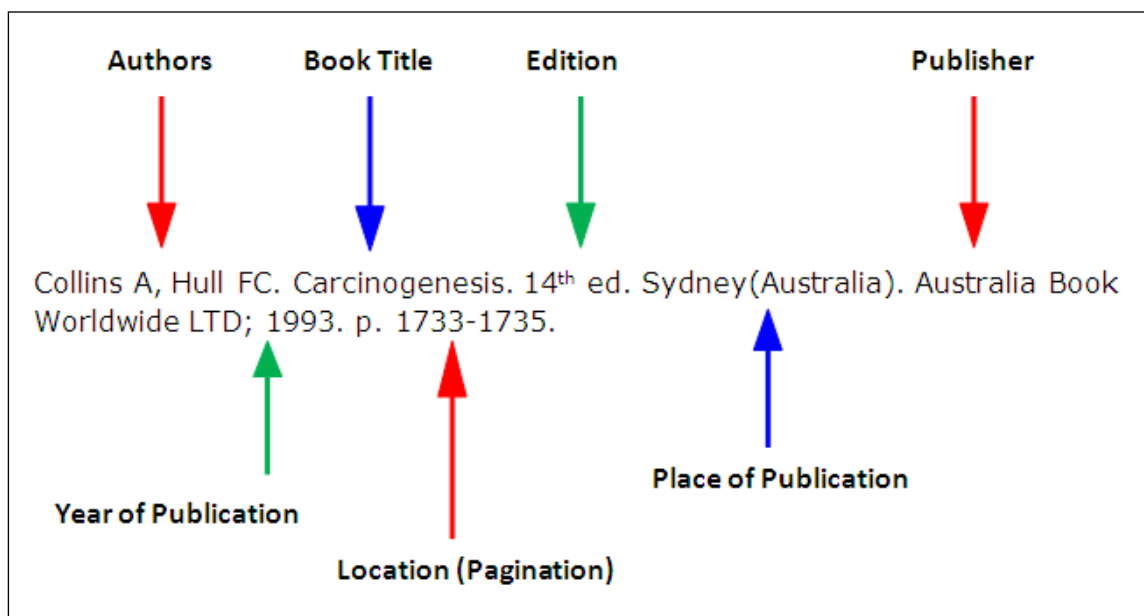 Authors Book Title Edition Publisher
Collins A, Hull FC. Carcinogenesis. 14th ed. Sydney(Australia). Australia Book
Worldwide LTD; 1993. p. 1733-1735.
Place of Publication
Year of Publication
Location (Pagination)